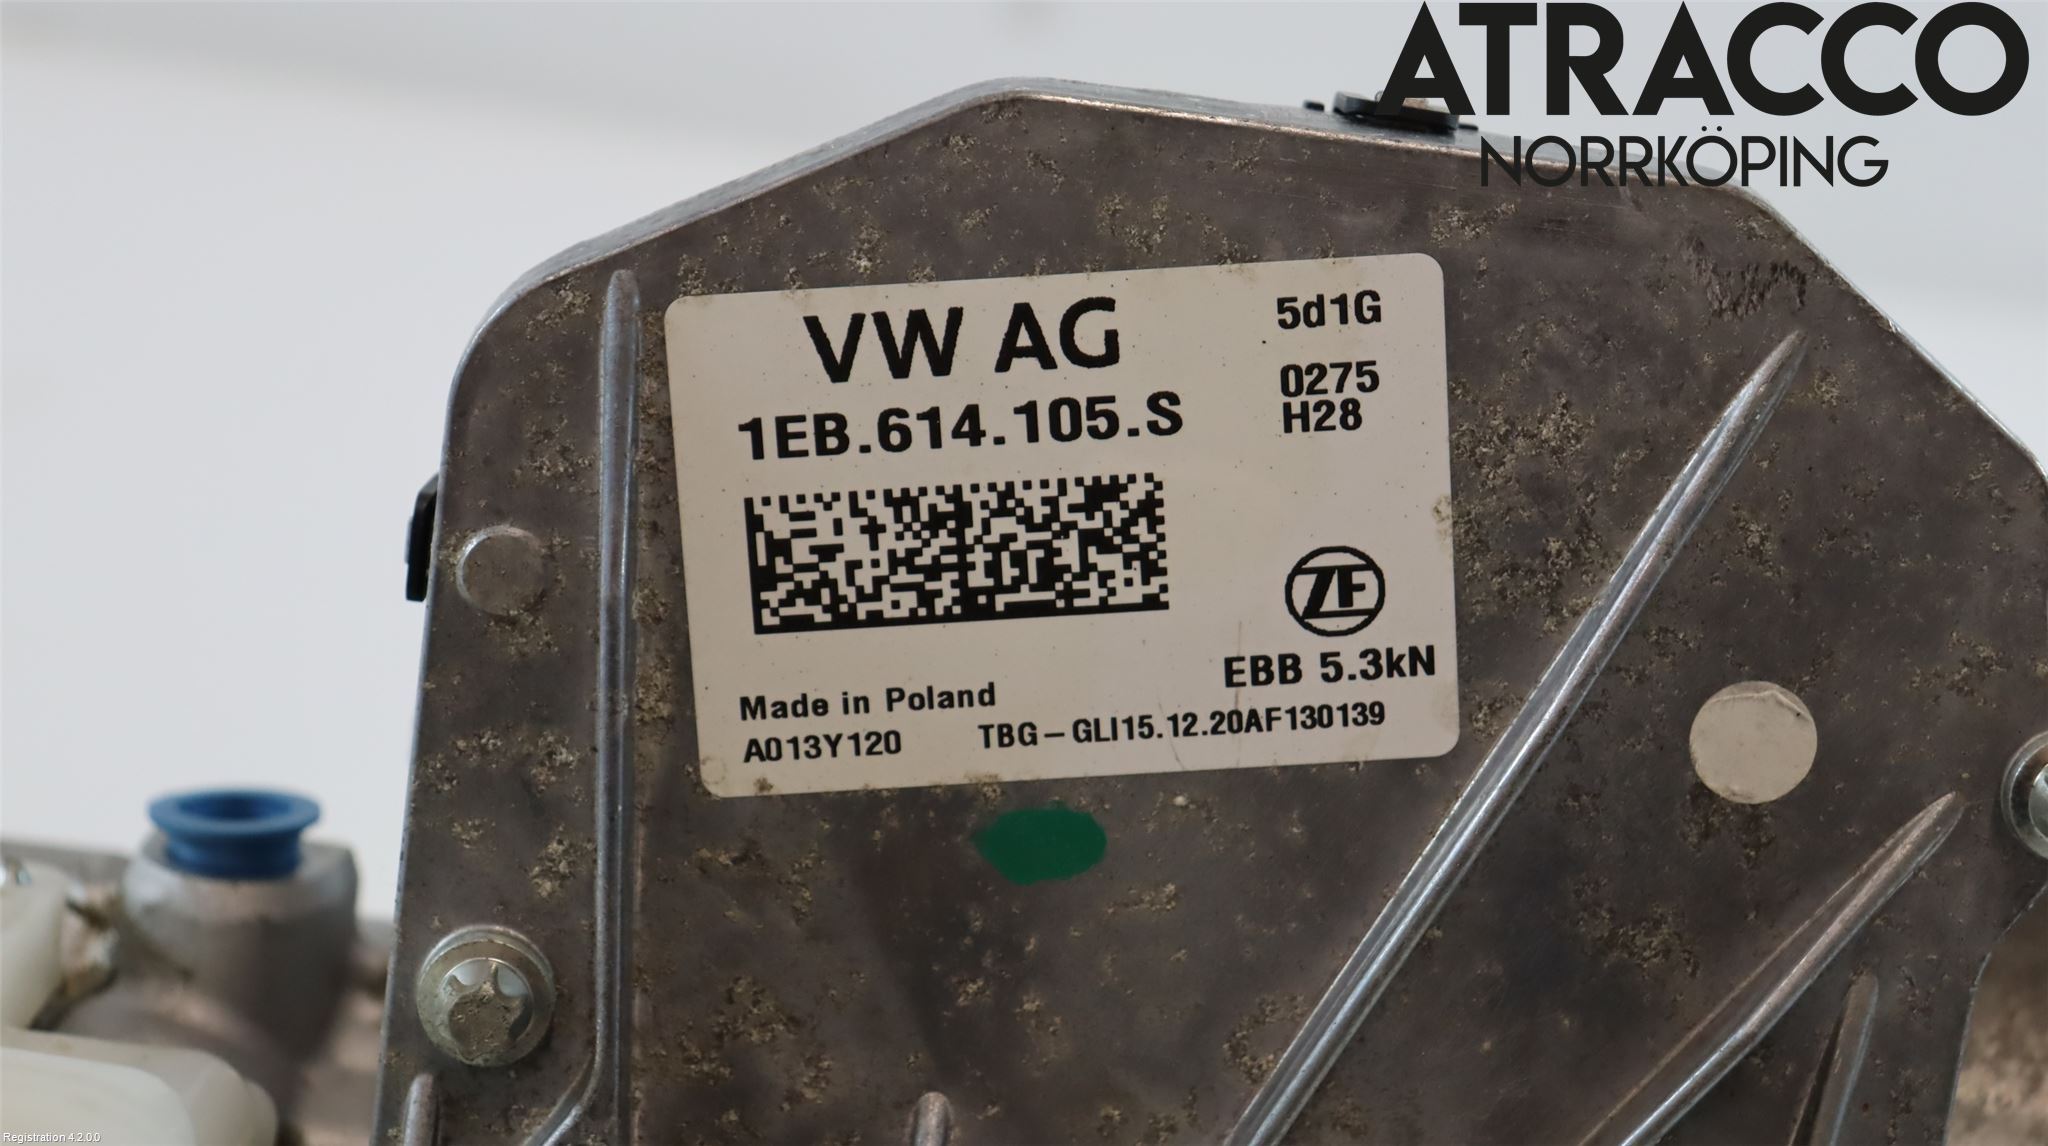 ATRACCO
NORRKÖPING
VW AG
5d1G
1EB.614.105.S
0275
H28
ZF
EBB 5.3kN
Made in Poland
A013Y120
TBG-GLI15.12.20AF130139
Registration 4.2.0.0